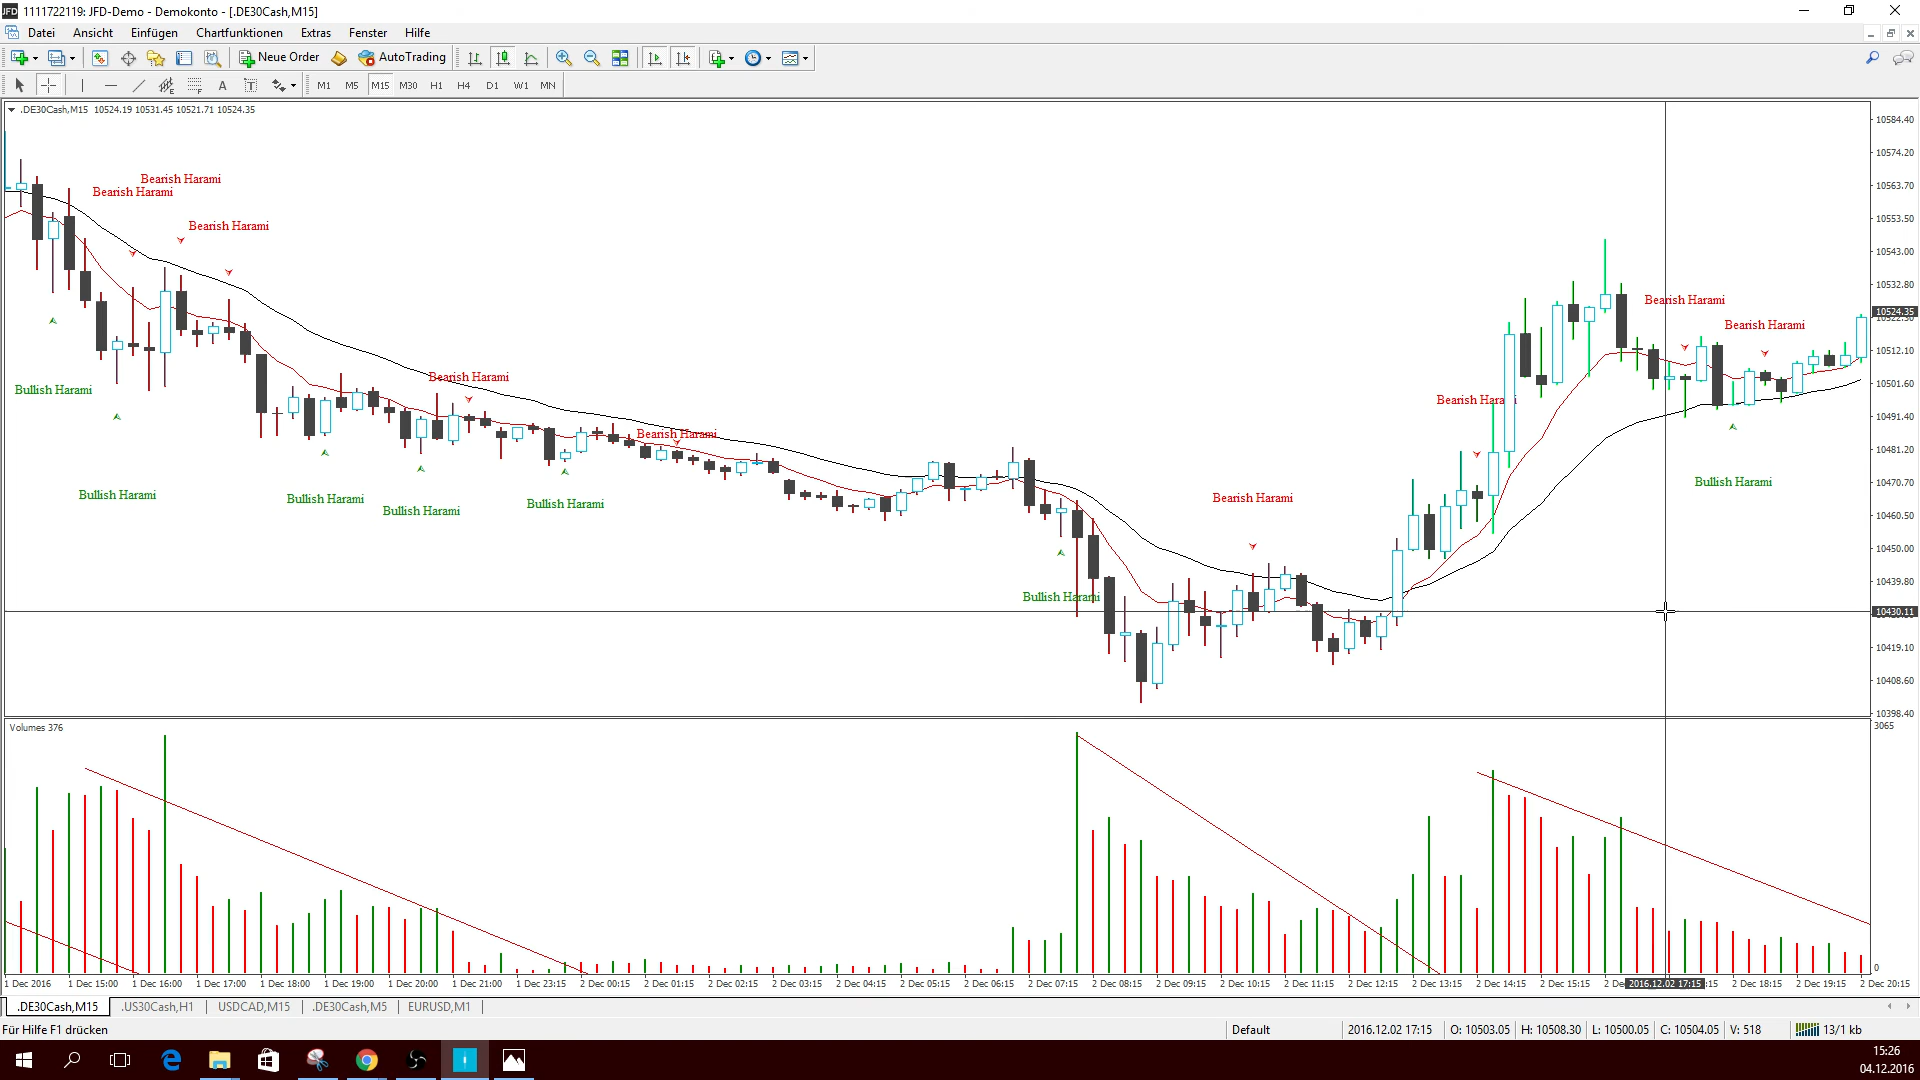 1111722119: JFD-Demo - Demokonto - [.DE30Cash,M15]
Datei Ansicht Einfügen Chartfunktionen Extras Fenster Hilfe
New Order AutoTrading
A T M1 M5 M15 M30 H1 H4 D1 W1 MN
.DE30Cash,M15 10524.19 10531.45 10521.71 10524.35
10584.40
10574.20
Bearish Harami
Bearish Harami
10563.70
10553.50
Bearish Harami
10543.00
10532.80
Bearish Harami
10524.35
Bearish Harami
10512.10
Bearish Harami
10501.60
Bullish Harami
Bearish Harami
10491.40
Bearish Harami
10481.20
Bullish Harami
10470.70
Bullish Harami
Bullish Harami
Bearish Harami
Bullish Harami
Bullish Harami
10460.50
10450.00
10439.80
Bullish Harami
10430.11
10419.10
10408.60
10398.40
Volumes 376
3065
0
1 Dec 2016 1 Dec 15:00 1 Dec 16:00 1 Dec 17:00 1 Dec 18:00 1 Dec 19:00 1 Dec 20:00 1 Dec 21:00 1 Dec 23:15 2 Dec 00:15 2 Dec 01:15 2 Dec 02:15 2 Dec 03:15 2 Dec 04:15 2 Dec 05:15 2 Dec 06:15 2 Dec 07:15 2 Dec 08:15 2 Dec 09:15 2 Dec 10:15 2 Dec 11:15 2 Dec 12:15 2 Dec 13:15 2 Dec 14:15 2 Dec 15:15 2016.12.02 17:15 2 Dec 18:15 2 Dec 19:15 2 Dec 20:15
.DE30Cash,M15 .US30Cash,H1 USDCAD,M15 .DE30Cash,M5 EURUSD,M1
Für Hilfe F1 drücken Default 2016.12.02 17:15 O: 10503.05 H: 10508.30 L: 10500.05 C: 10504.05 V: 518 13/1 kb
15:26
04.12.2016